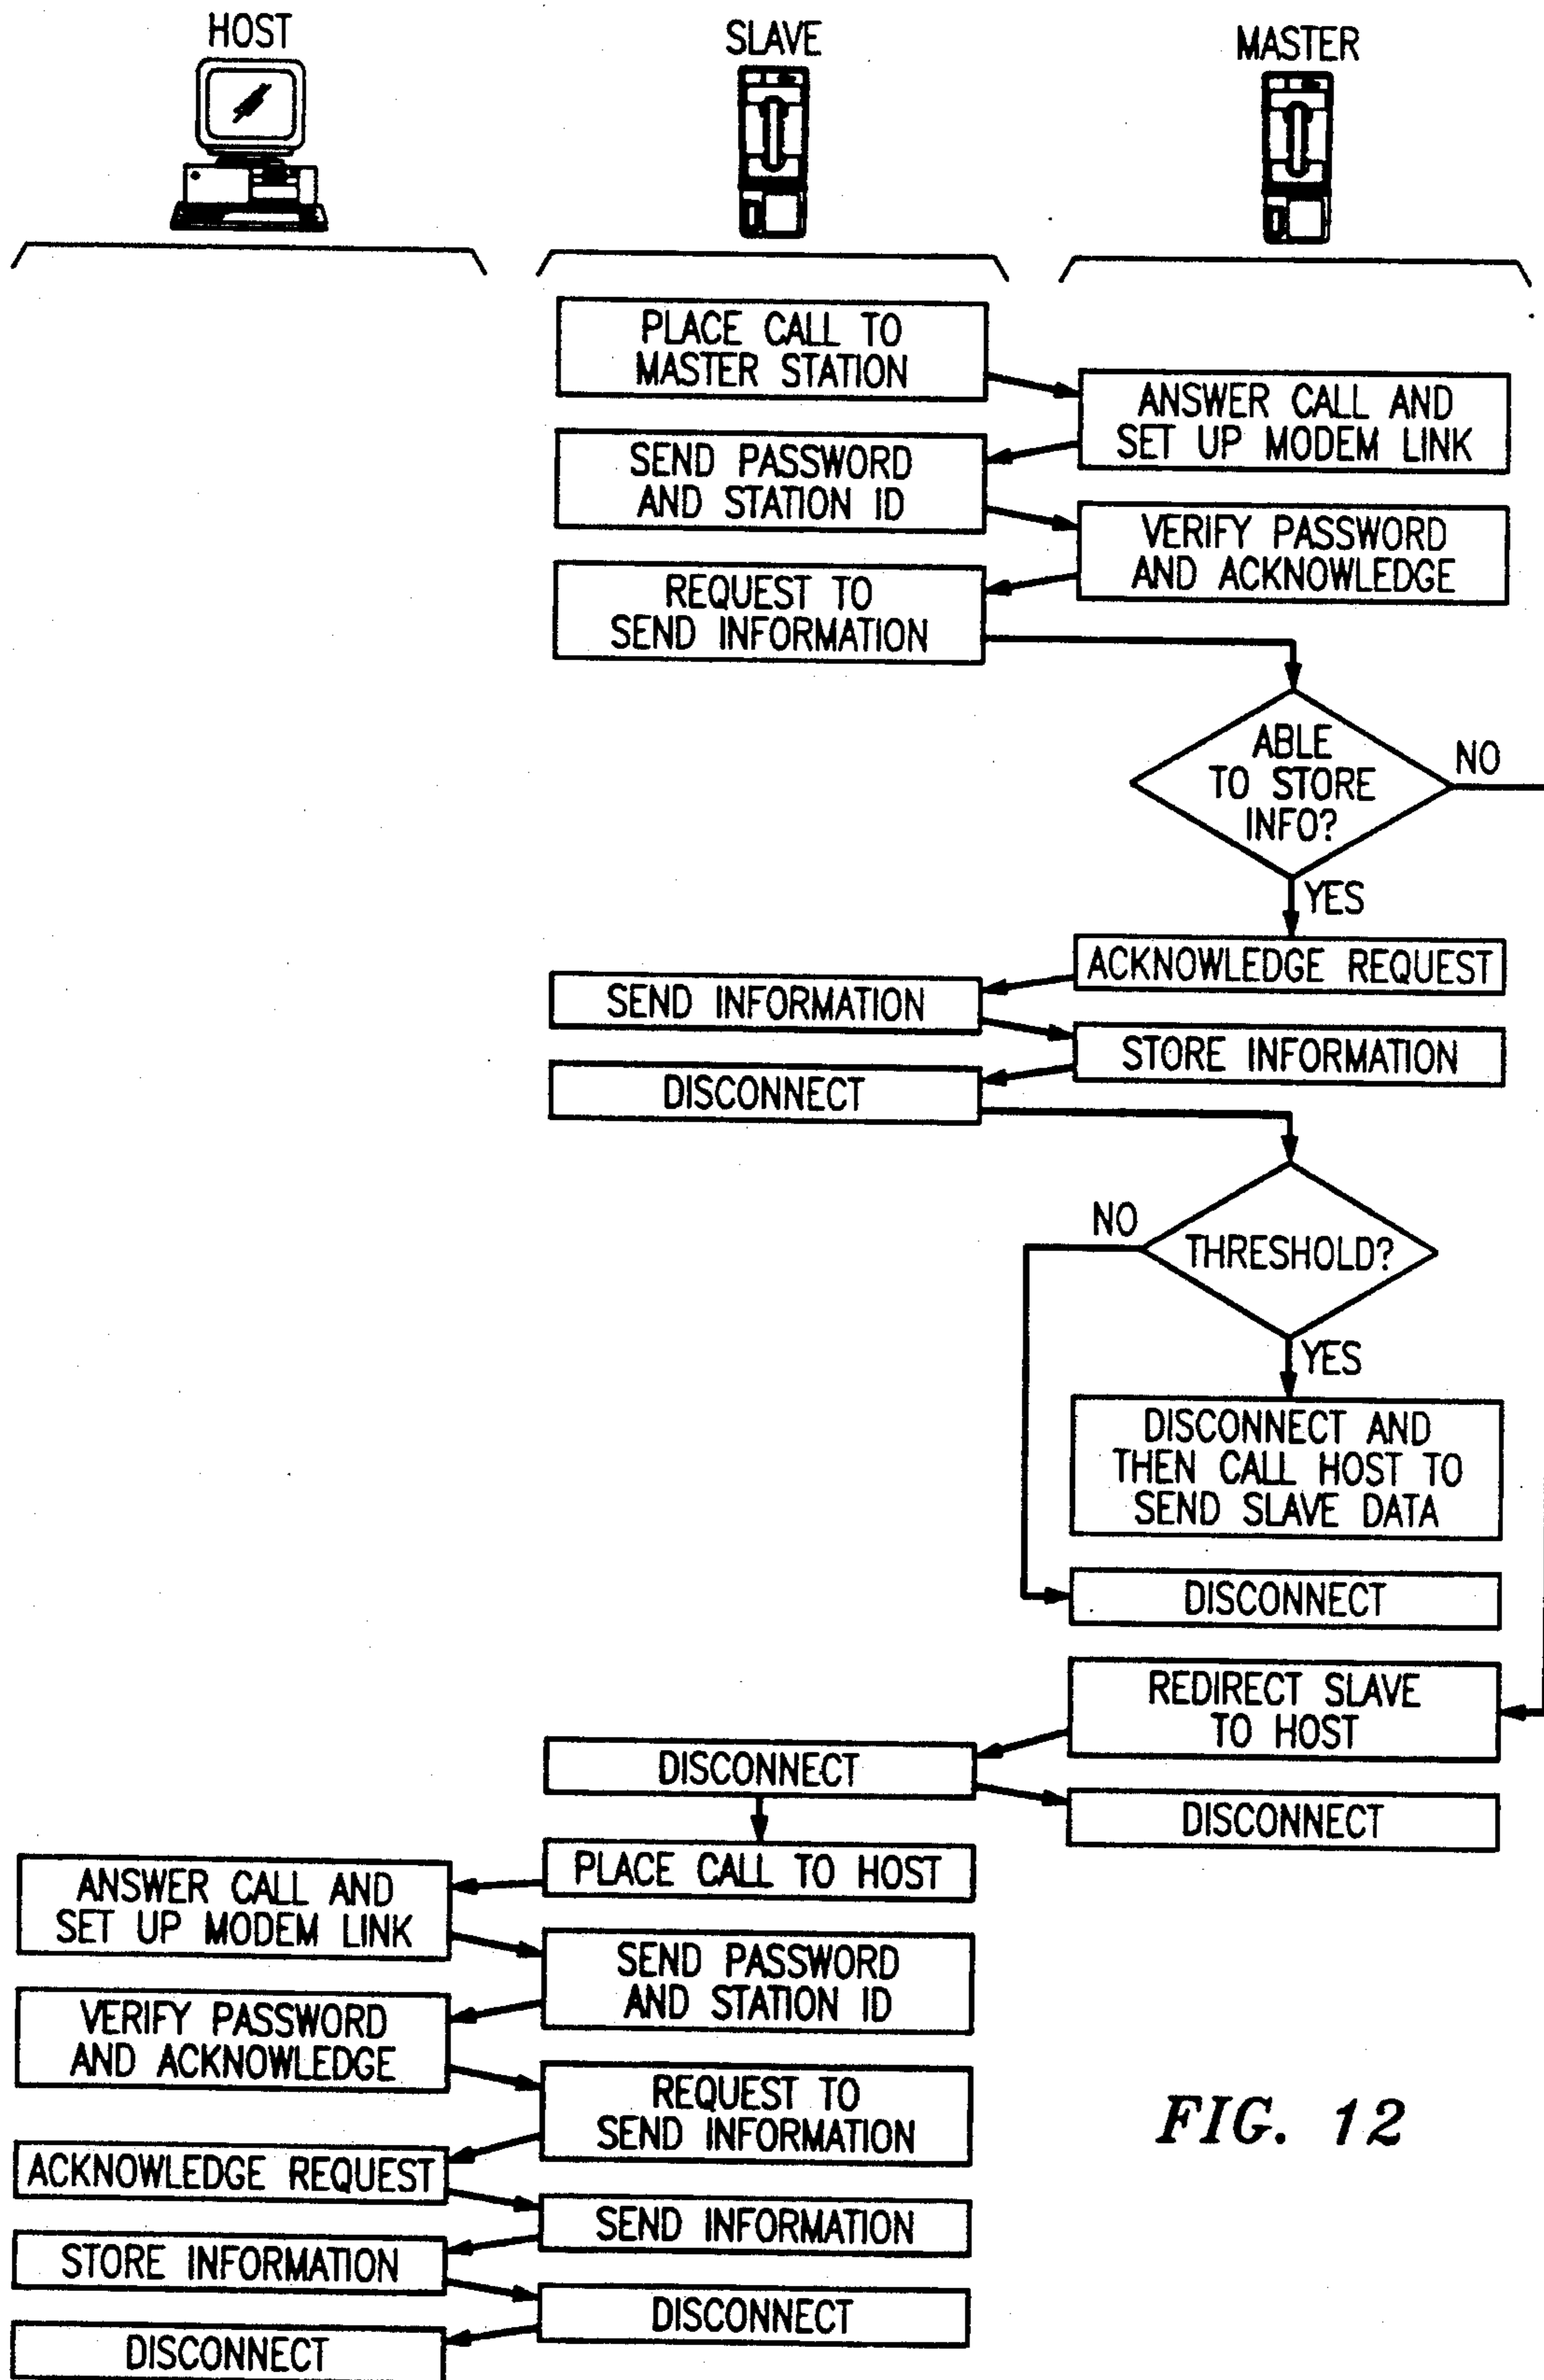 HOST
SLAVE
MASTER
PLACE CALL TO
MASTER STATION
ANSWER CALL AND
SET UP MODEM LINK
SEND PASSWORD
AND STATION ID
VERIFY PASSWORD
AND ACKNOWLEDGE
REQUEST TO
SEND INFORMATION
ABLE
TO STORE
INFO?
NO
YES
ACKNOWLEDGE REQUEST
SEND INFORMATION
STORE INFORMATION
DISCONNECT
NO
THRESHOLD?
YES
DISCONNECT AND
THEN CALL HOST TO
SEND SLAVE DATA
DISCONNECT
REDIRECT SLAVE
TO HOST
DISCONNECT
DISCONNECT
PLACE CALL TO HOST
ANSWER CALL AND
SET UP MODEM LINK
SEND PASSWORD
AND STATION ID
VERIFY PASSWORD
AND ACKNOWLEDGE
REQUEST TO
SEND INFORMATION
ACKNOWLEDGE REQUEST
SEND INFORMATION
STORE INFORMATION
DISCONNECT
DISCONNECT
FIG. 12